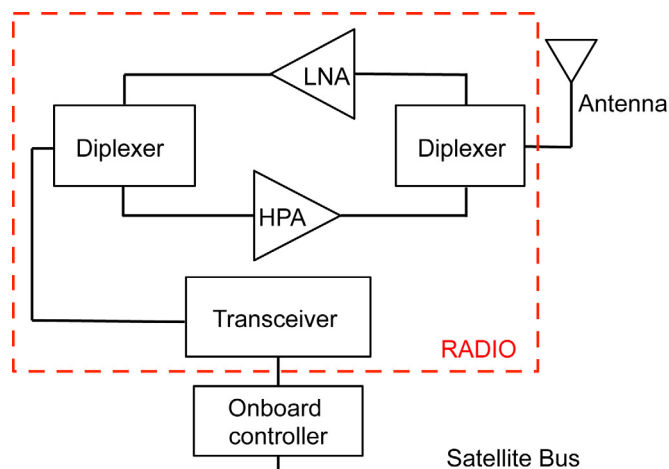 LNA
Antenna
Diplexer
Diplexer
HPA
Transceiver
RADIO
Onboard
controller
Satellite Bus